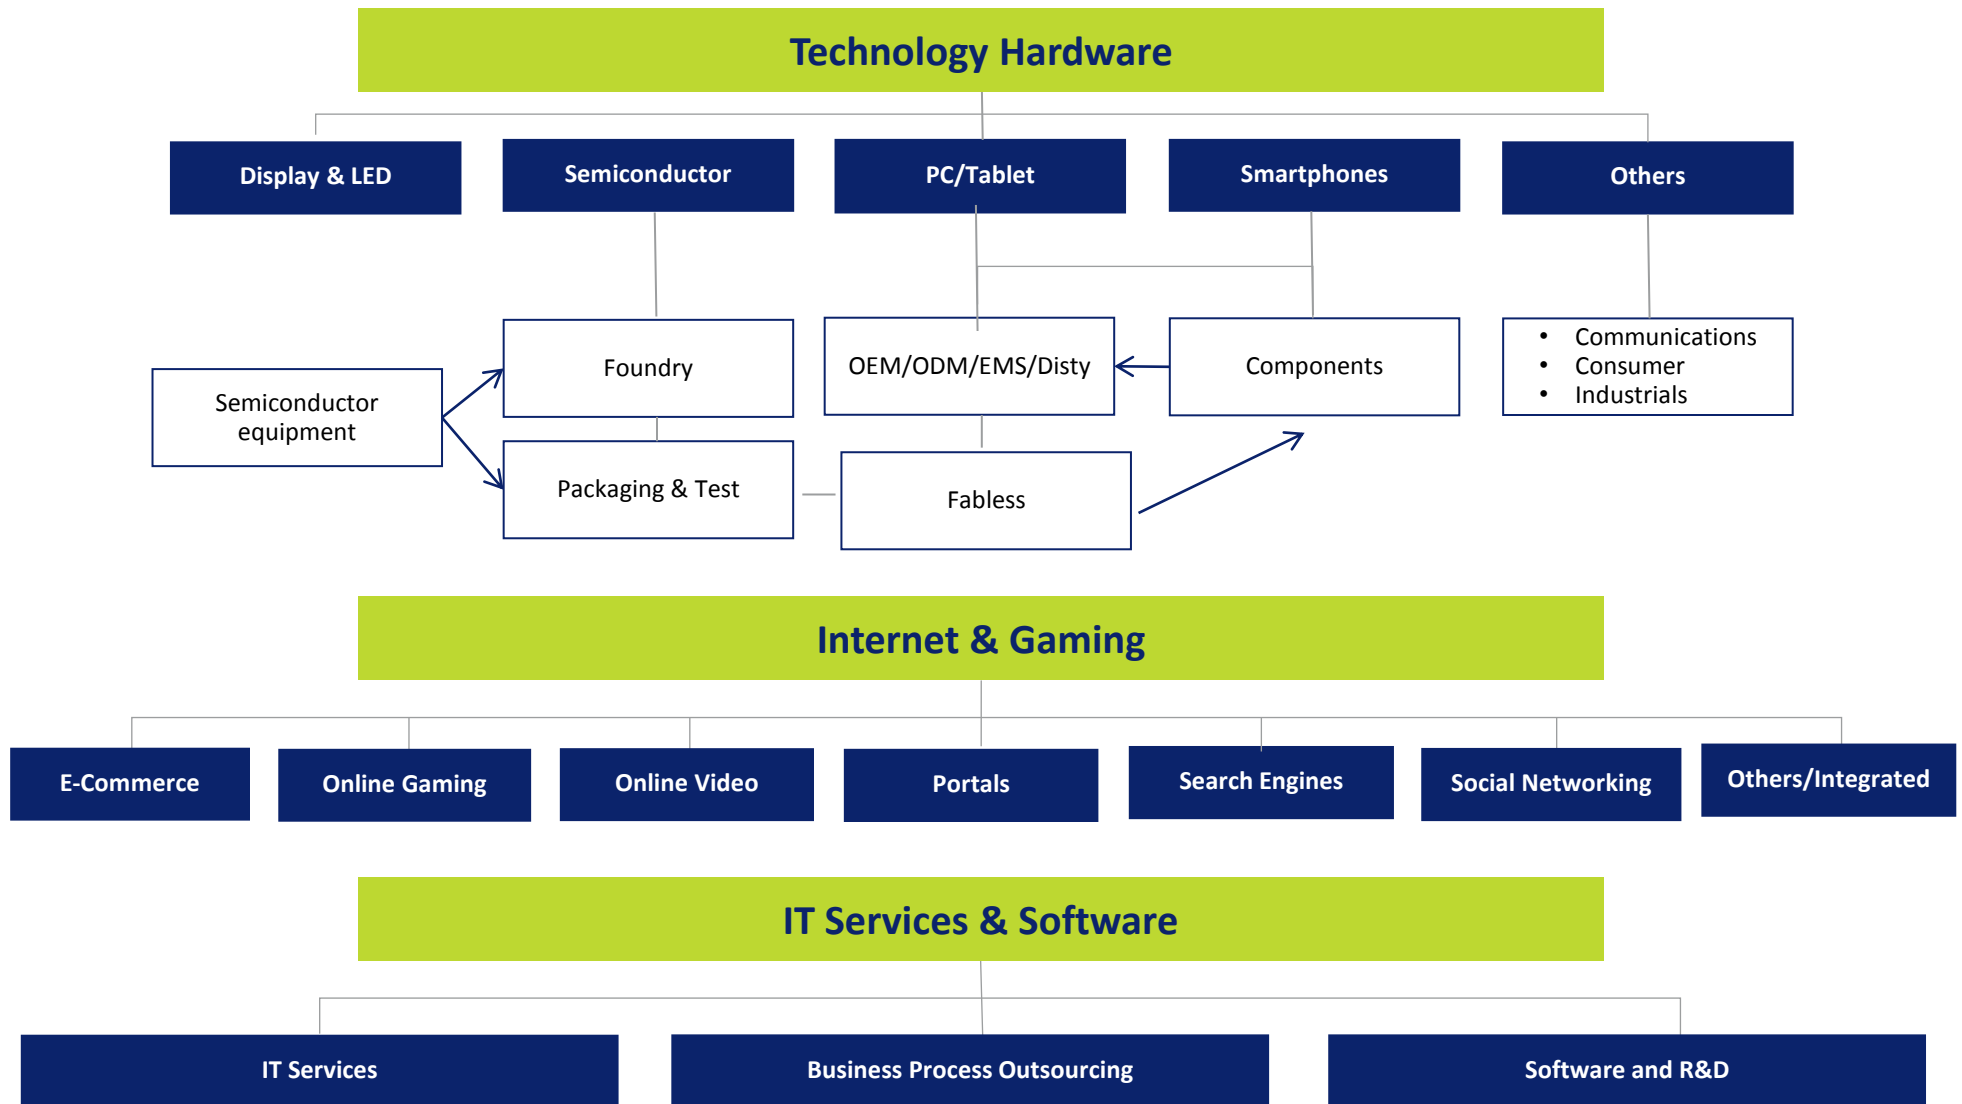 Technology Hardware
Display & LED
Semiconductor
PC/Tablet
Smartphones
Others
Semiconductor
equipment
Foundry
OEM/ODM/EMS/Disty
Components
• Communications
• Consumer
• Industrials
Packaging & Test
Fabless
Internet & Gaming
E-Commerce
Online Gaming
Online Video
Portals
Search Engines
Social Networking
Others/Integrated
IT Services & Software
IT Services
Business Process Outsourcing
Software and R&D